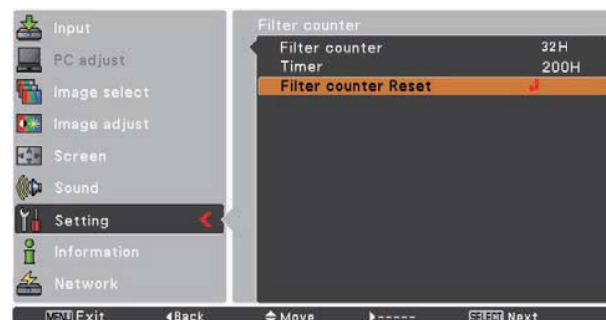 Input
PC adjust
Image select
Image adjust
Screen
Sound
Setting
Information
Network
Filter counter
Filter counter 32H
Timer 200H
Filter counter Reset
MENU Exit ◀Back Move ▶----- SELECT Next